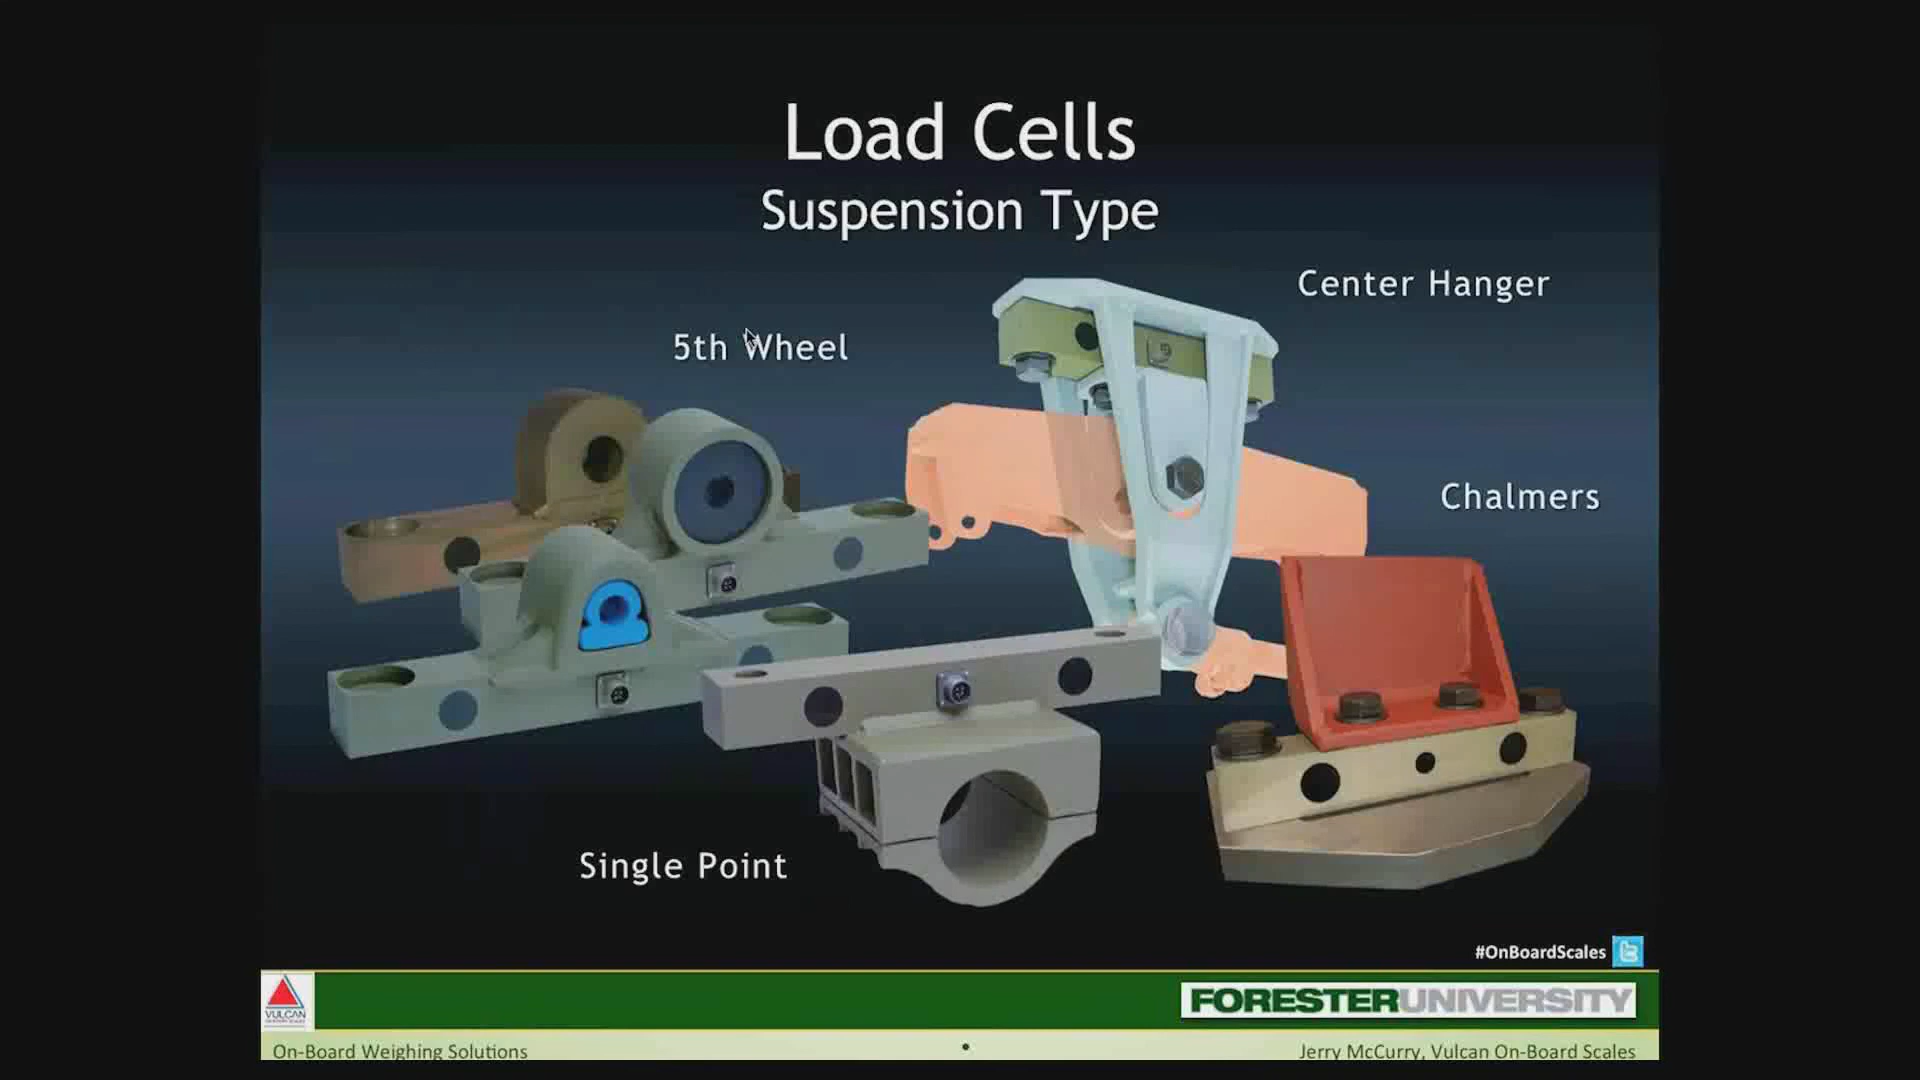 Load Cells
Suspension Type
Center Hanger
5th Wheel
Chalmers
Single Point
#OnBoardScales
VULCAN
FORESTERUNIVERSITY
On-Board Weighing Solutions
Jerry McCurry, Vulcan On-Board Scales